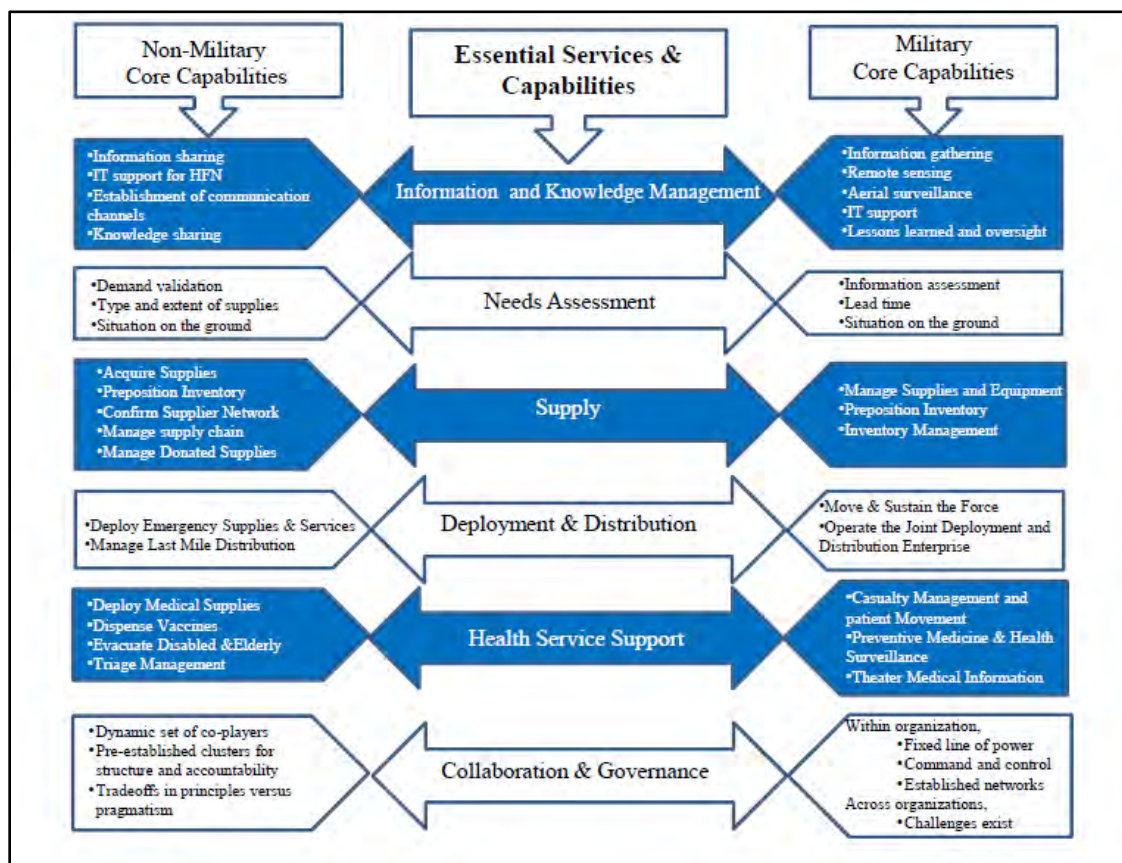 Non-Military
Core Capabilities
Essential Services &
Capabilities
Military
Core Capabilities
•Information sharing
•IT support for HFN
•Establishment of communication
channels
•Knowledge sharing
Information and Knowledge Management
•Information gathering
•Remote sensing
•Aerial surveillance
•IT support
•Lessons learned and oversight
•Demand validation
•Type and extent of supplies
•Situation on the ground
Needs Assessment
•Information assessment
•Lead time
•Situation on the ground
•Acquire Supplies
•Preposition Inventory
•Confirm Supplier Network
•Manage supply chain
•Manage Donated Supplies
Supply
•Manage Supplies and Equipment
•Preposition Inventory
•Inventory Management
•Deploy Emergency Supplies & Services
•Manage Last Mile Distribution
Deployment & Distribution
•Move & Sustain the Force
•Operate the Joint Deployment and
Distribution Enterprise
•Deploy Medical Supplies
•Dispense Vaccines
•Evacuate Disabled &Elderly
•Triage Management
Health Service Support
•Casualty Management and
patient Movement
•Preventive Medicine & Health
Surveillance
•Theater Medical Information
•Dynamic set of co-players
•Pre-established clusters for
structure and accountability
•Tradeoffs in principles versus
pragmatism
Collaboration & Governance
Within organization,
•Fixed line of power
•Command and control
•Established networks
Across organizations,
•Challenges exist